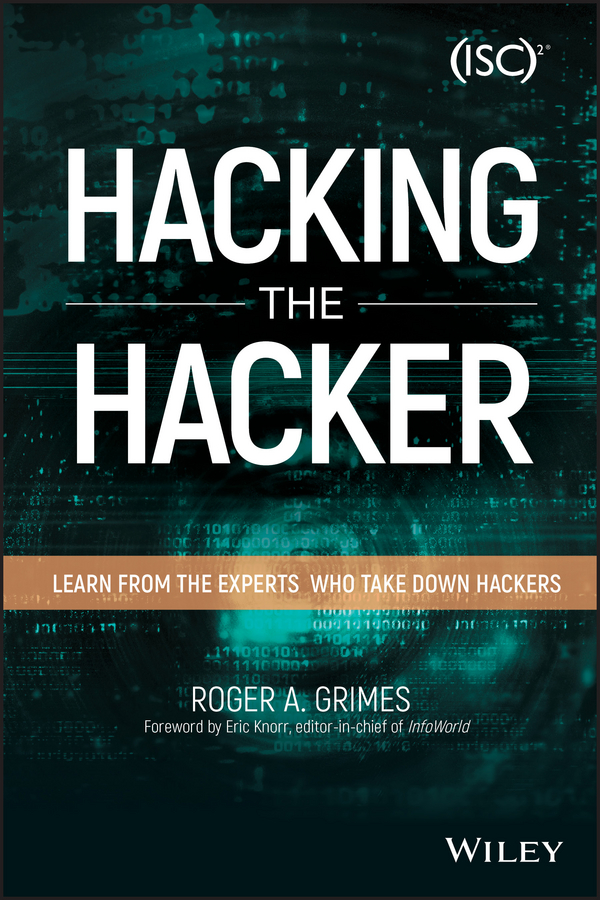 (ISC)²®
HACKING
THE
HACKER
LEARN FROM THE EXPERTS WHO TAKE DOWN HACKERS
ROGER A. GRIMES
Foreword by Eric Knorr, editor-in-chief of InfoWorld
WILEY